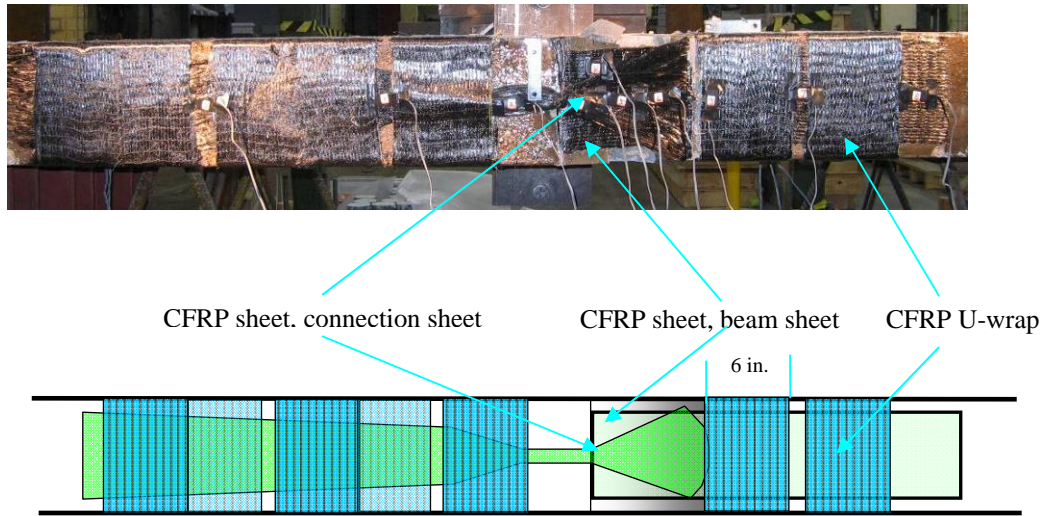 CFRP sheet, connection sheet
CFRP sheet, beam sheet
CFRP U-wrap
6 in.